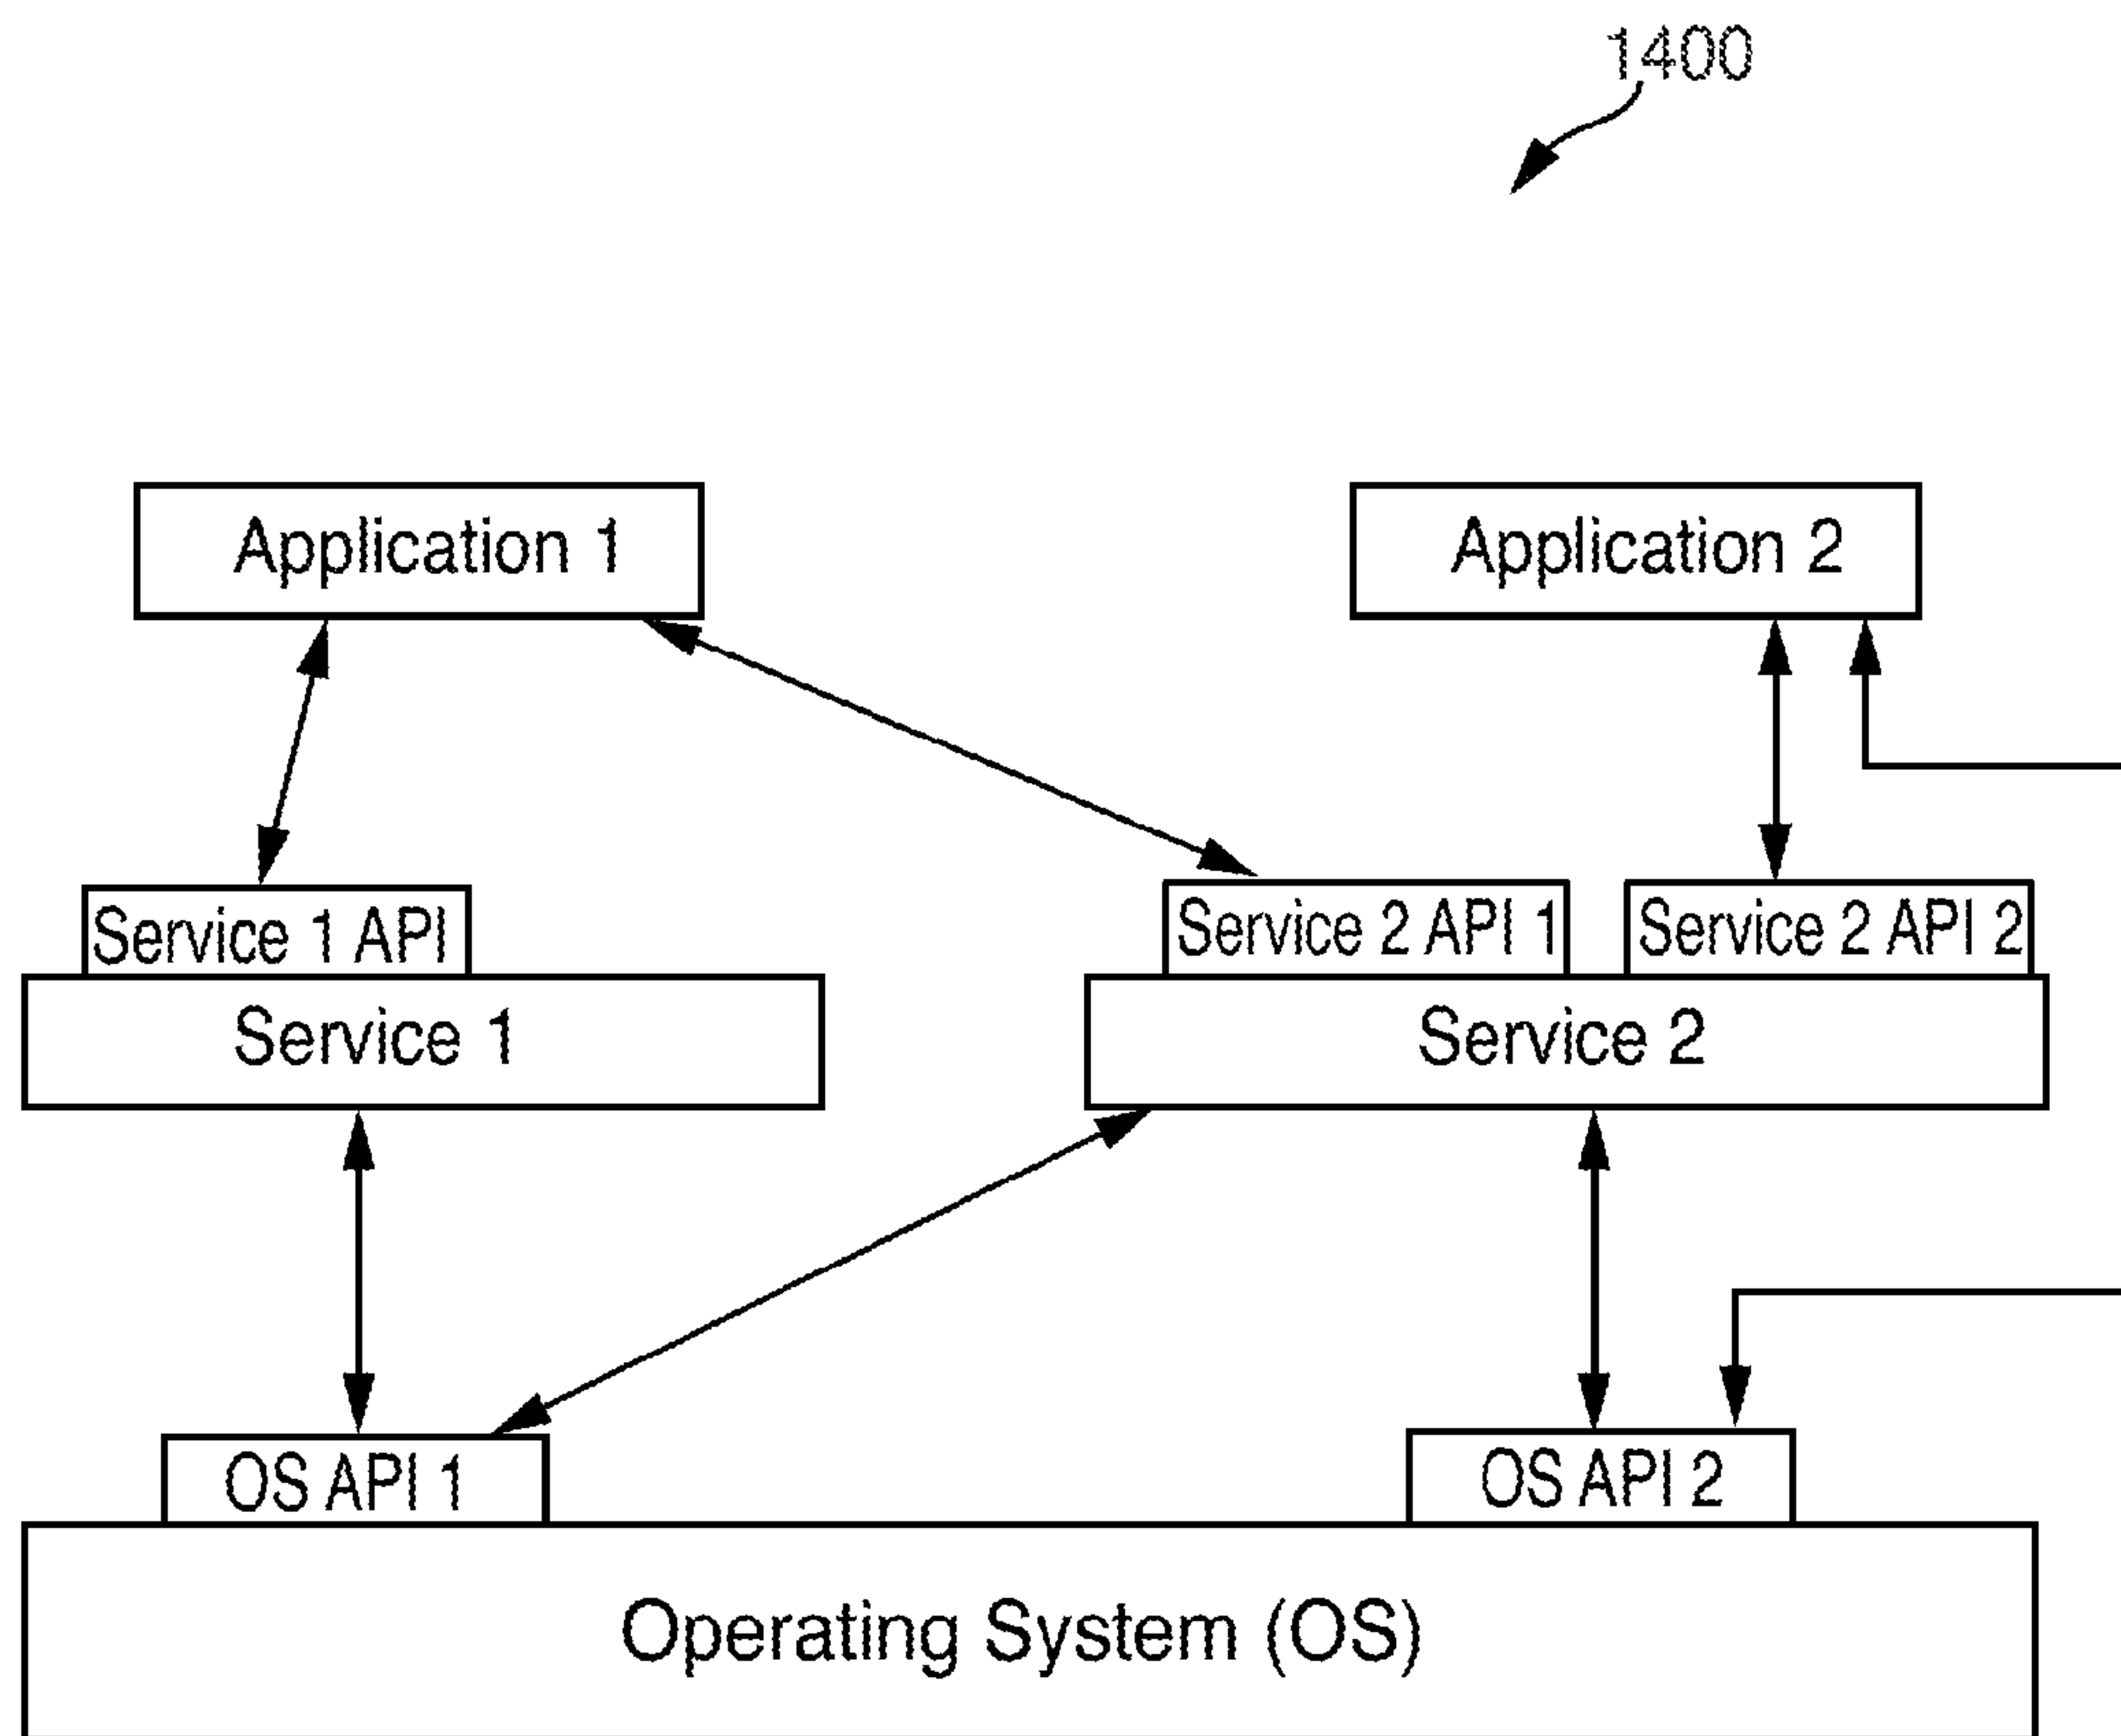 1400
Application 1
Application 2
Service 1 API
Service 2 API 1
Service 2 API 2
Service 1
Service 2
OS API 1
OS API 2
Operating System (OS)